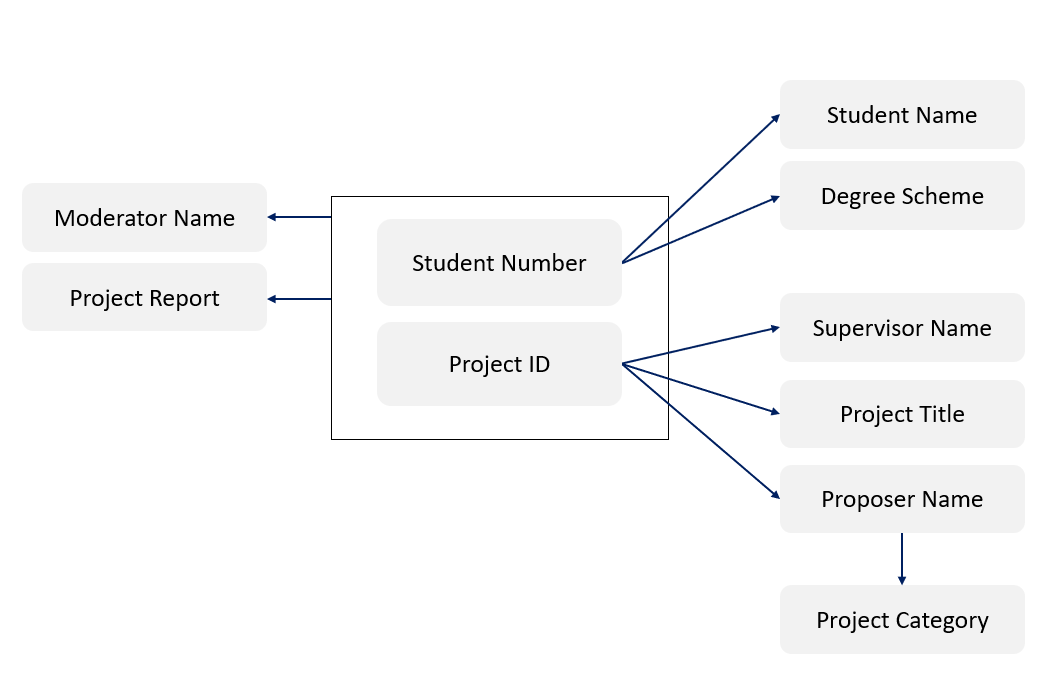 Moderator Name
Project Report
Student Number
Project ID
Student Name
Degree Scheme
Supervisor Name
Project Title
Proposer Name
Project Category